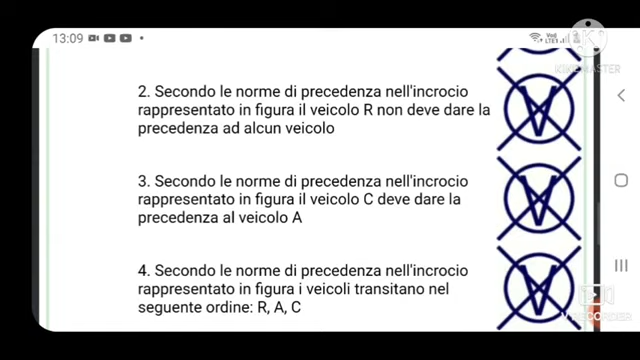 13:09
2. Secondo le norme di precedenza nell'incrocio
rappresentato in figura il veicolo R non deve dare la
precedenza ad alcun veicolo
V
3. Secondo le norme di precedenza nell'incrocio
rappresentato in figura il veicolo C deve dare la
precedenza al veicolo A
V
4. Secondo le norme di precedenza nell'incrocio
rappresentato in figura i veicoli transitano nel
seguente ordine: R, A, C
V
KINEMASTER
RECORDER